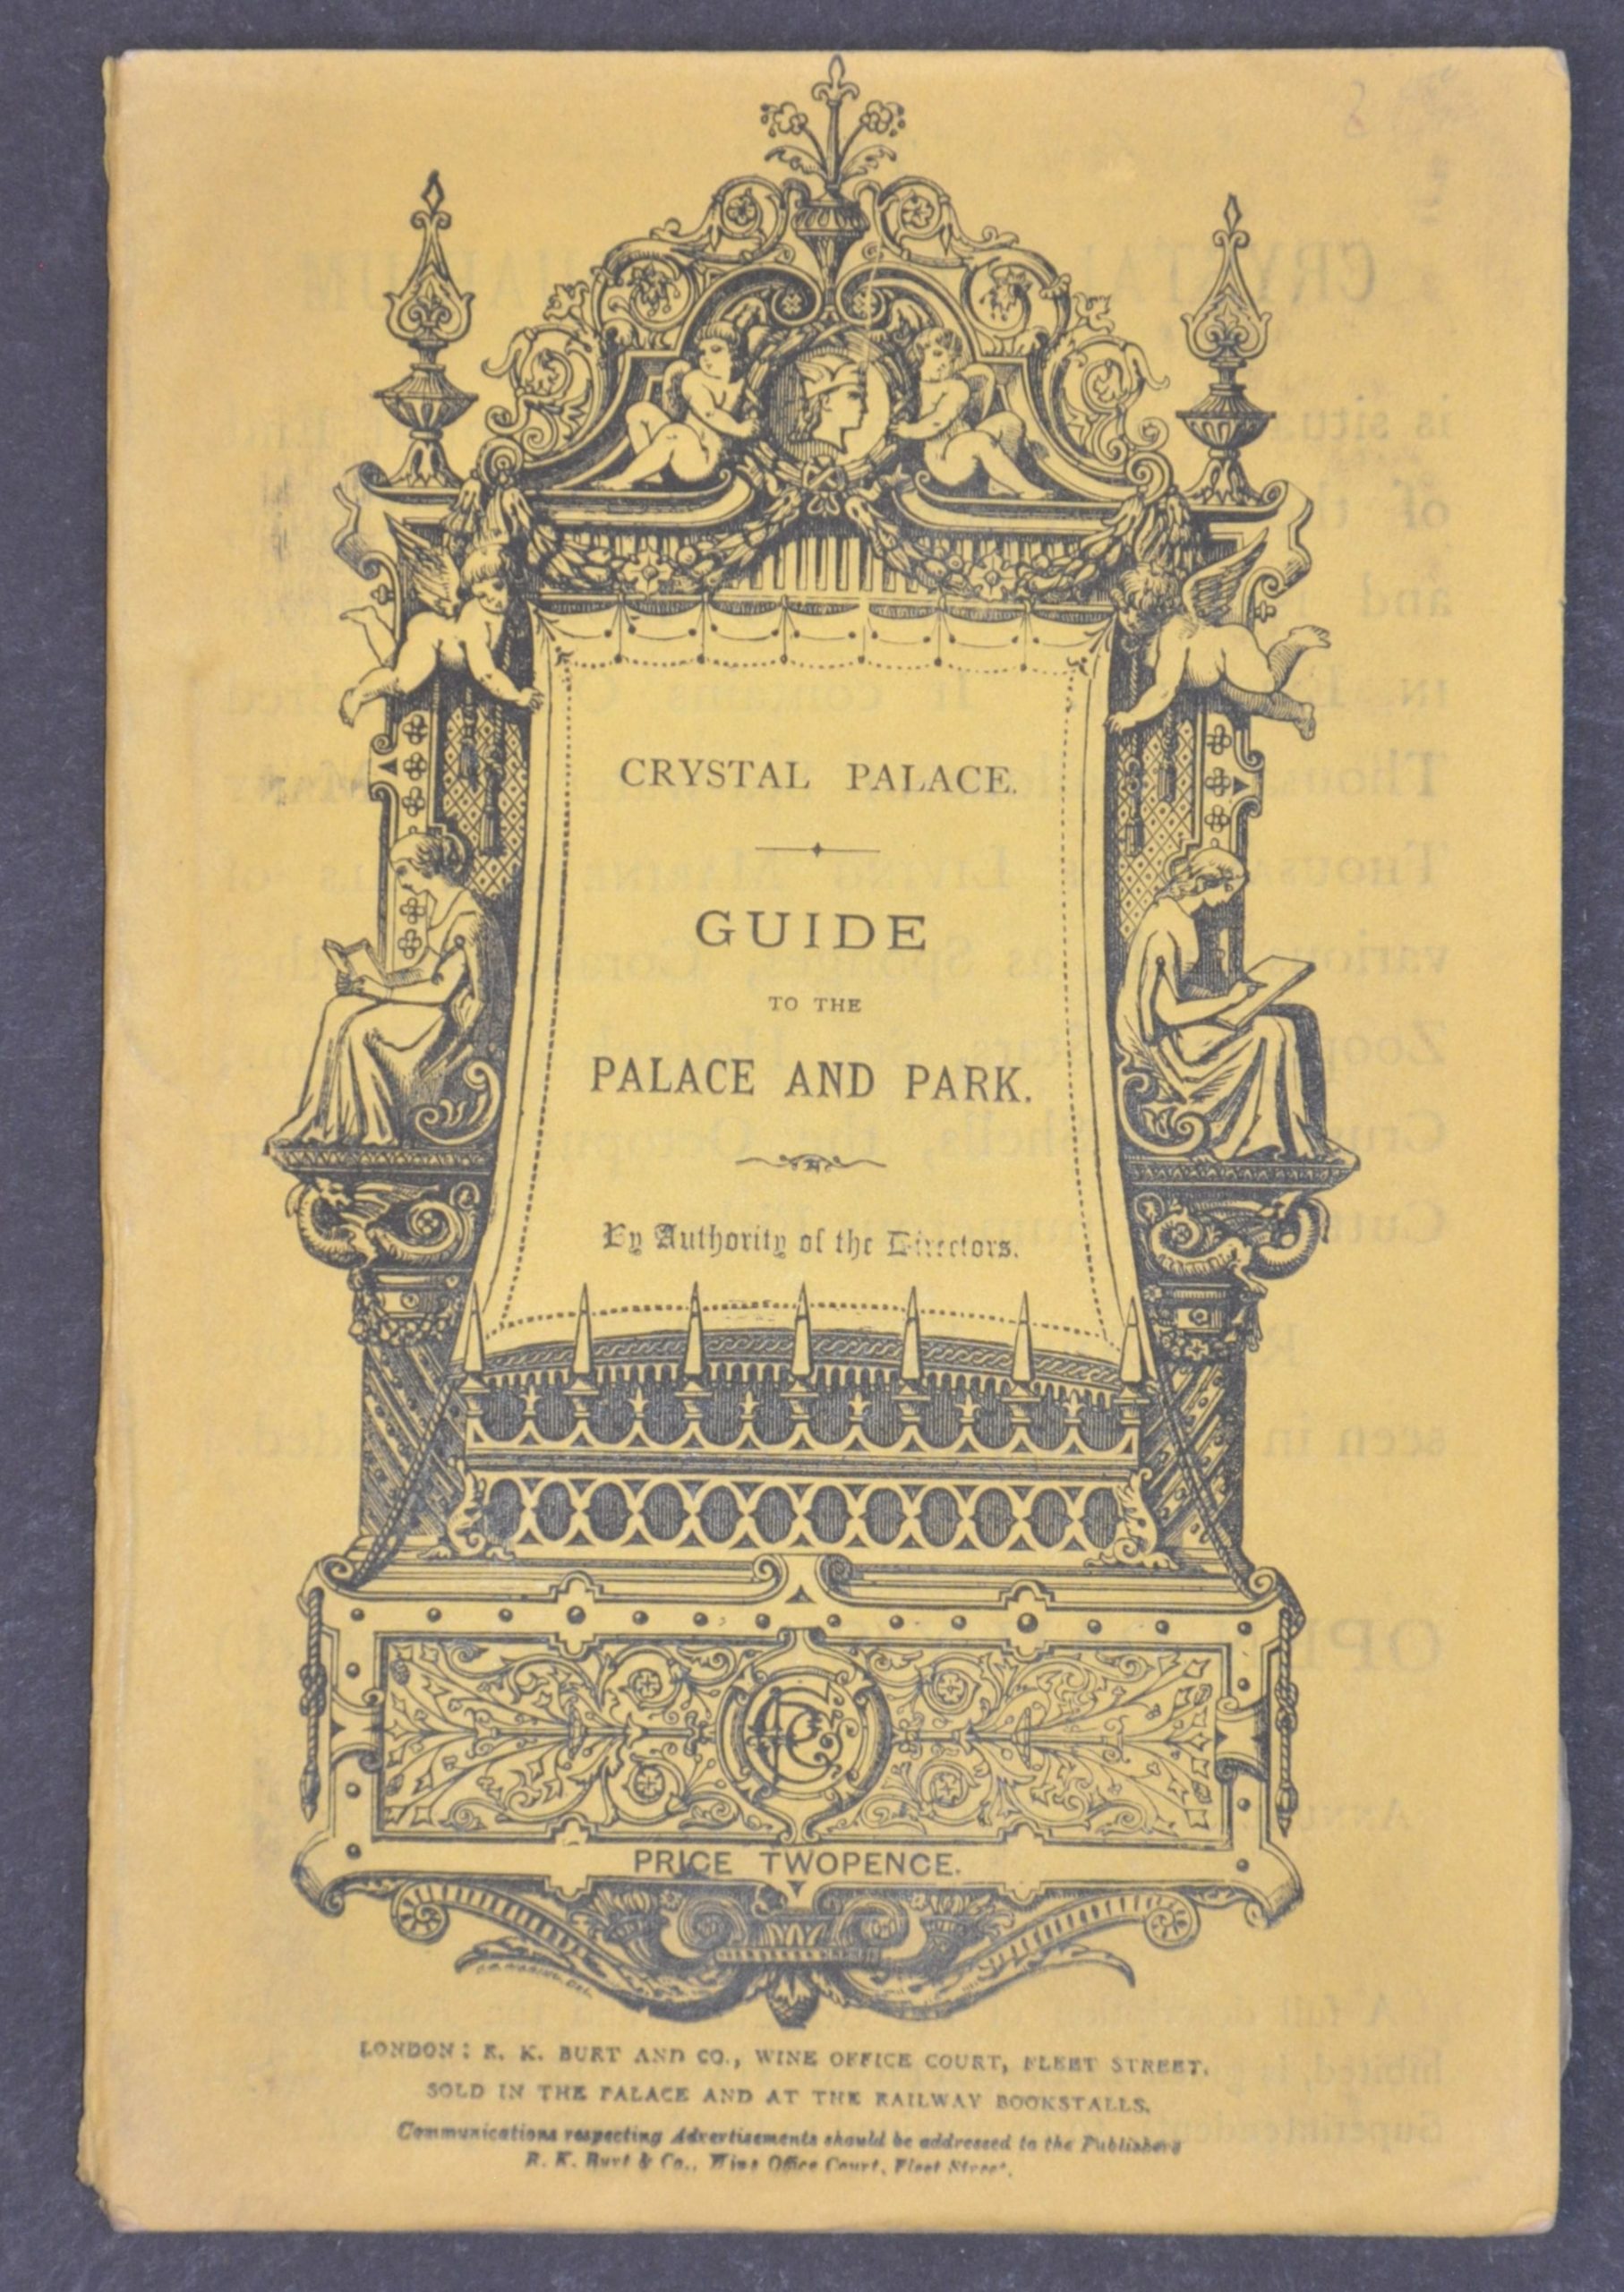 CRYSTAL PALACE.
GUIDE
TO THE
PALACE AND PARK.
By Authority of the Directors.
PRICE TWOPENCE.
LONDON: R. K. BURT AND CO., WINE OFFICE COURT, FLEET STREET.
SOLD IN THE PALACE AND AT THE RAILWAY BOOKSTALLS.
Communications respecting Advertisements should be addressed to the Publishers
R. K. Burt & Co., Wine Office Court, Fleet Street.